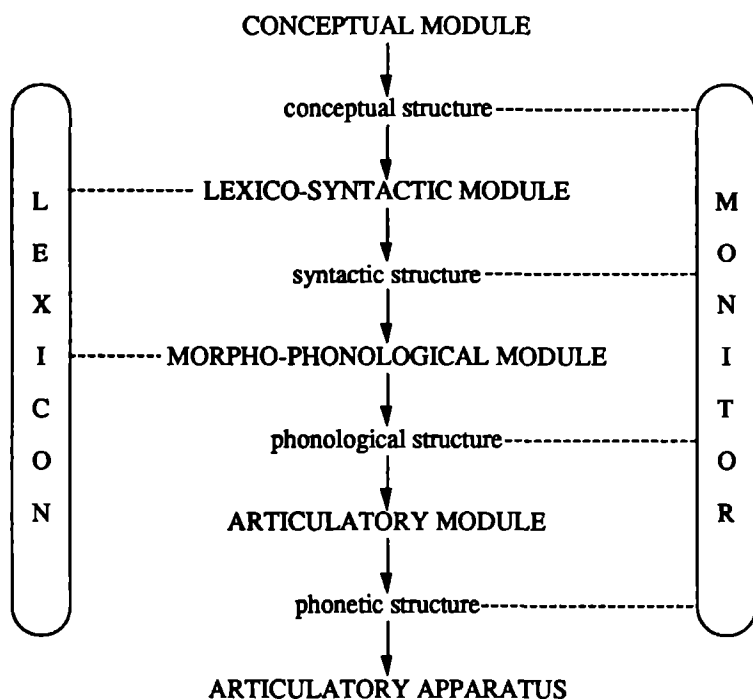 CONCEPTUAL MODULE
conceptual structure
LEXICO-SYNTACTIC MODULE
syntactic structure
MORPHO-PHONOLOGICAL MODULE
phonological structure
ARTICULATORY MODULE
phonetic structure
ARTICULATORY APPARATUS
L
E
X
I
C
O
N
M
O
N
I
T
O
R